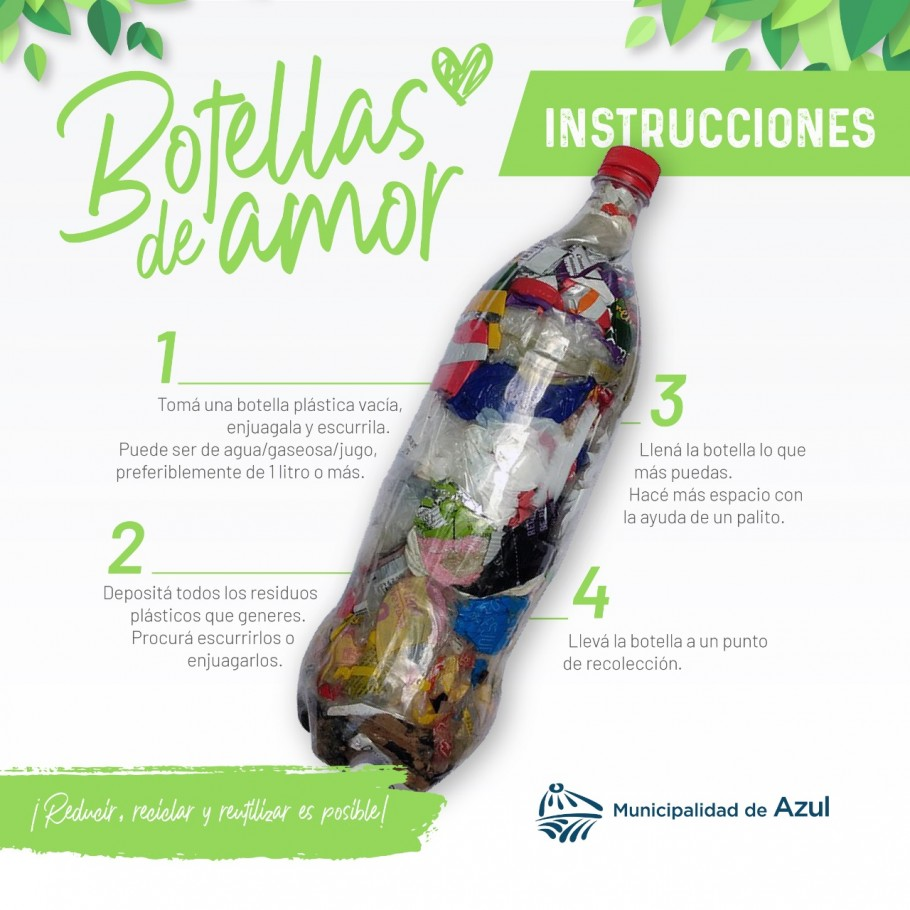 Botellas
de amor
INSTRUCCIONES
1
Tomá una botella plástica vacía,
enjuagala y escurrila.
Puede ser de agua/gaseosa/jugo,
preferiblemente de 1 litro o más.
2
Depositá todos los residuos
plásticos que generes.
Procurá escurrirlos o
enjuagarlos.
3
Llená la botella lo que
más puedas.
Hacé más espacio con
la ayuda de un palito.
4
Llevá la botella a un punto
de recolección.
¡Reducir, reciclar y reutilizar es posible!
Municipalidad de Azul